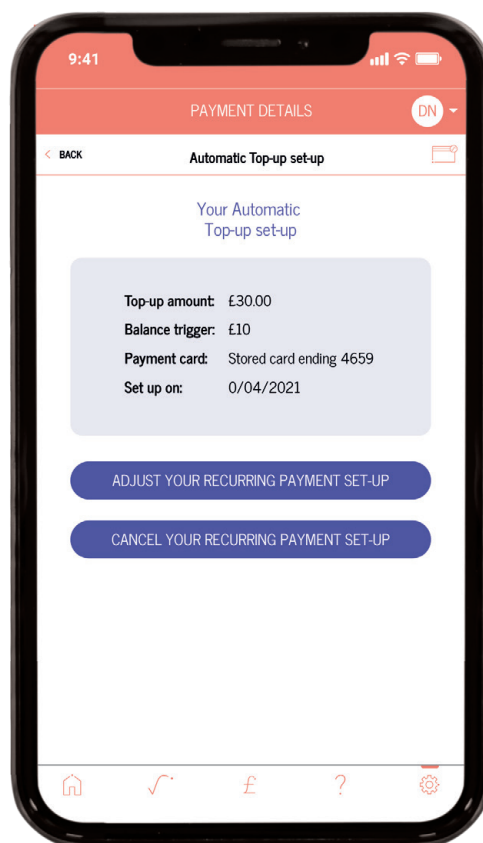 9:41
PAYMENT DETAILS
DN
< BACK
Automatic Top-up set-up
Your Automatic
Top-up set-up
Top-up amount: £30.00
Balance trigger: £10
Payment card: Stored card ending 4659
Set up on: 0/04/2021
ADJUST YOUR RECURRING PAYMENT SET-UP
CANCEL YOUR RECURRING PAYMENT SET-UP
£ ?